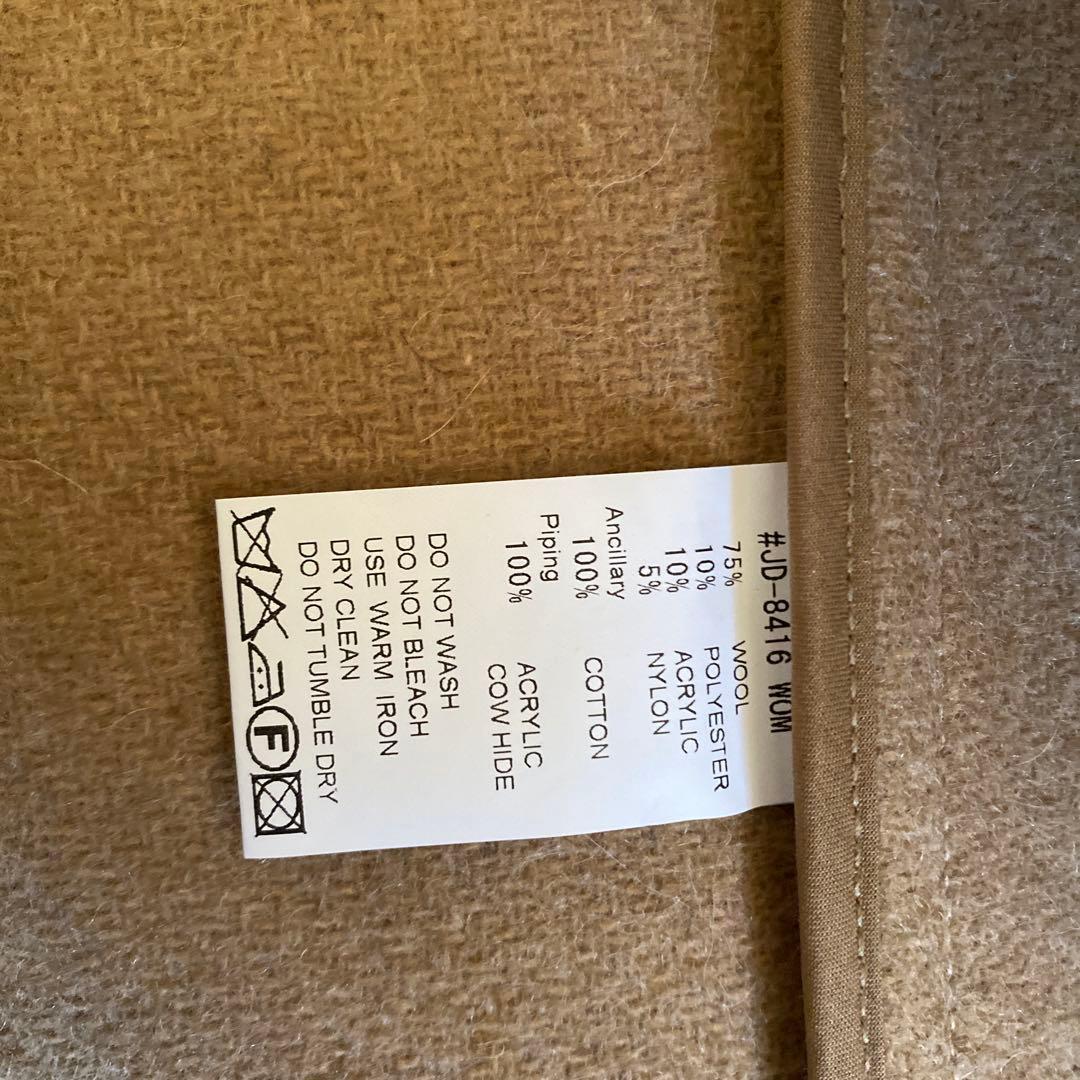 #JD-8416 WOM
75% WOOL
10% POLYESTER
10% ACRYLIC
5% NYLON
Ancillary
100% COTTON
Piping
100% ACRYLIC
COW HIDE
DO NOT WASH
DO NOT BLEACH
USE WARM IRON
DRY CLEAN
DO NOT TUMBLE DRY
F